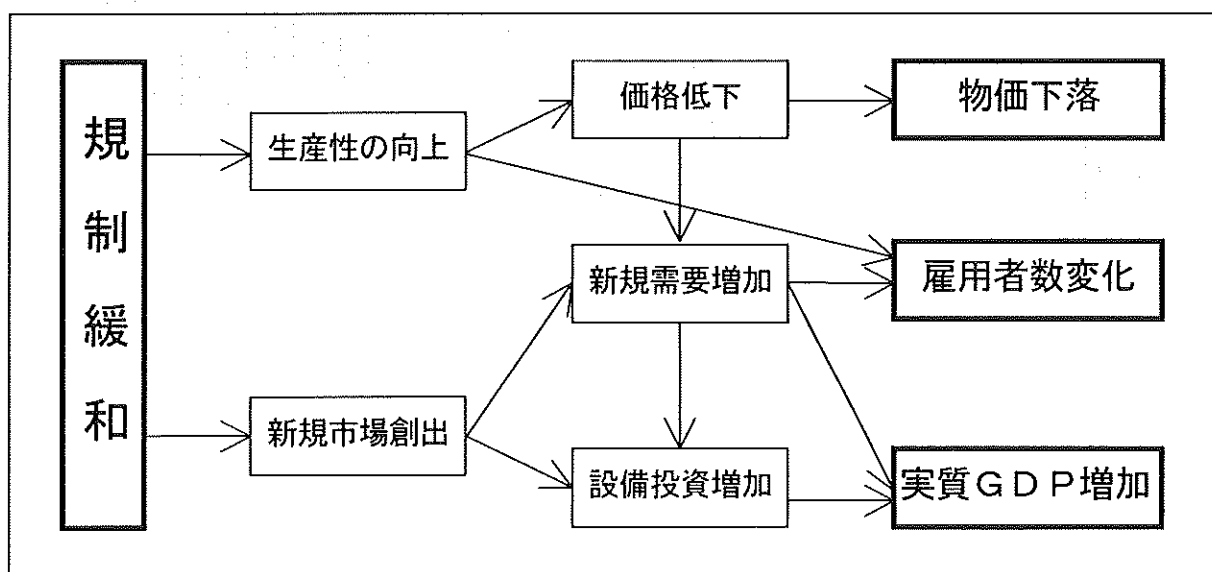 規制緩和
生産性の向上
新規市場創出
価格低下
新規需要増加
設備投資増加
物価下落
雇用者数変化
実質ＧＤＰ増加